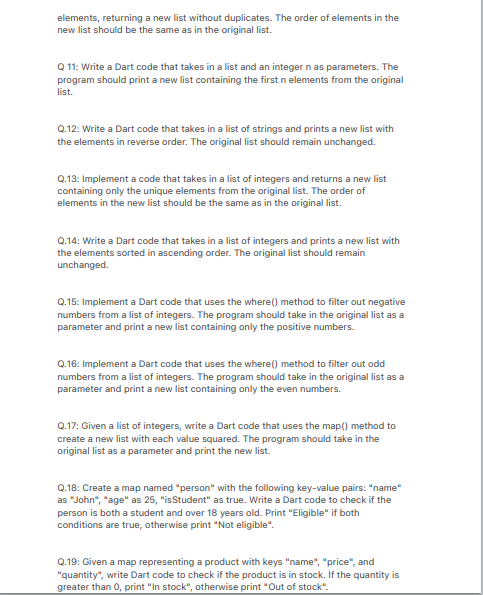 elements, returning a new list without duplicates. The order of elements in the
new list should be the same as in the original list.
Q 11: Write a Dart code that takes in a list and an integer n as parameters. The
program should print a new list containing the first n elements from the original
list.
Q.12: Write a Dart code that takes in a list of strings and prints a new list with
the elements in reverse order. The original list should remain unchanged.
Q.13: Implement a code that takes in a list of integers and returns a new list
containing only the unique elements from the original list. The order of
elements in the new list should be the same as in the original list.
Q.14: Write a Dart code that takes in a list of integers and prints a new list with
the elements sorted in ascending order. The original list should remain
unchanged.
Q.15: Implement a Dart code that uses the where() method to filter out negative
numbers from a list of integers. The program should take in the original list as a
parameter and print a new list containing only the positive numbers.
Q.16: Implement a Dart code that uses the where() method to filter out odd
numbers from a list of integers. The program should take in the original list as a
parameter and print a new list containing only the even numbers.
Q.17: Given a list of integers, write a Dart code that uses the map() method to
create a new list with each value squared. The program should take in the
original list as a parameter and print the new list.
Q.18: Create a map named "person" with the following key-value pairs: "name"
as "John", "age" as 25, "isStudent" as true. Write a Dart code to check if the
person is both a student and over 18 years old. Print "Eligible" if both
conditions are true, otherwise print "Not eligible".
Q.19: Given a map representing a product with keys "name", "price", and
"quantity", write Dart code to check if the product is in stock. If the quantity is
greater than 0, print "In stock", otherwise print "Out of stock".